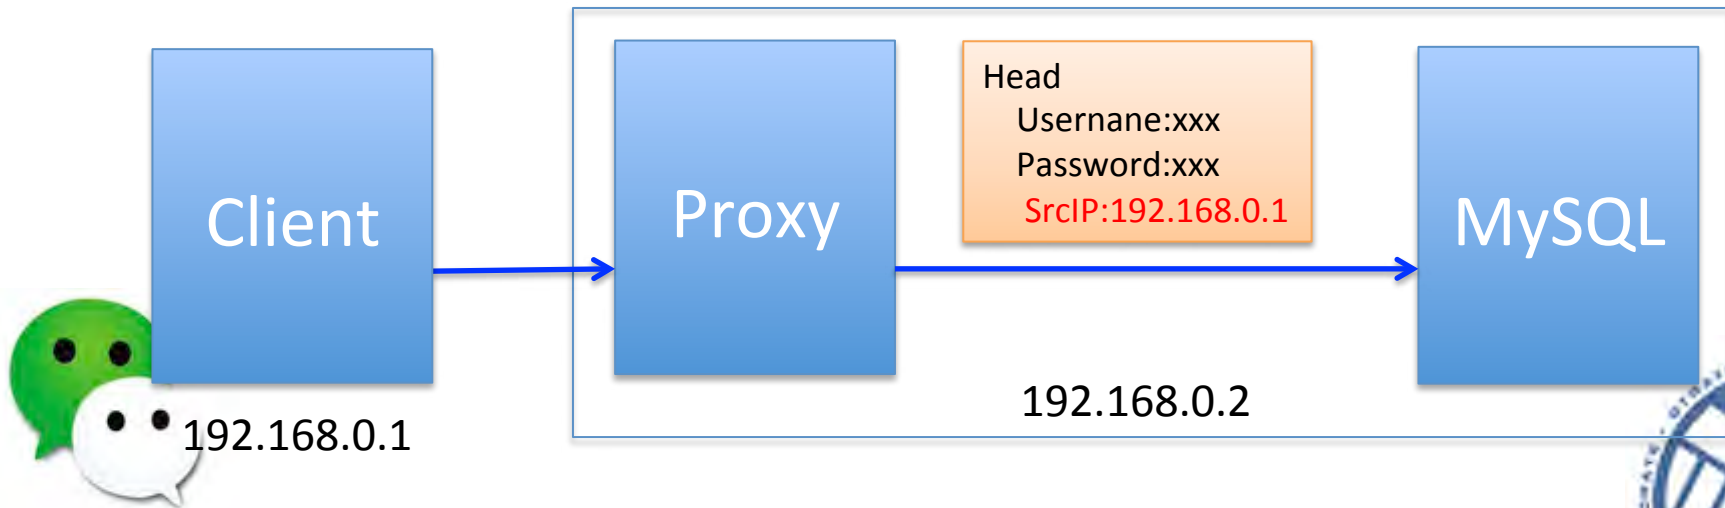 Client
Proxy
Head
Usernane:xxx
Password:xxx
SrcIP:192.168.0.1
MySQL
192.168.0.1
192.168.0.2